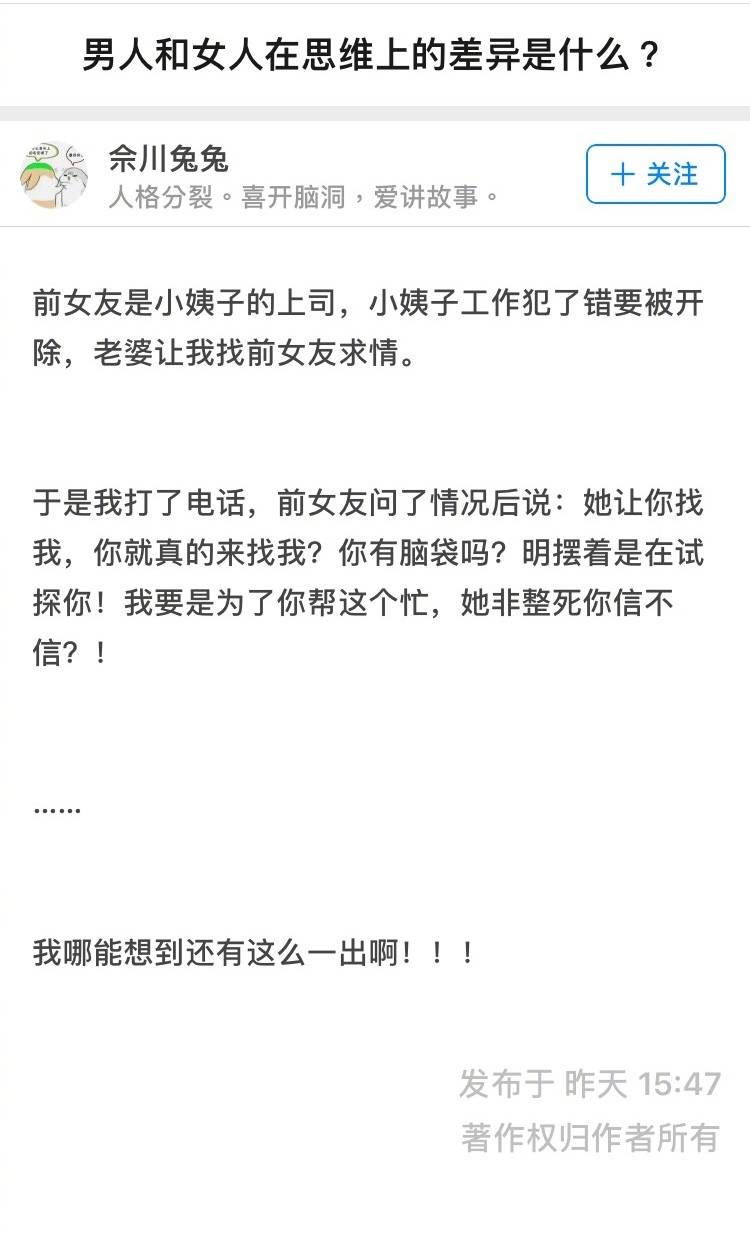 男人和女人在思维上的差异是什么？
佘川兔兔
人格分裂。喜开脑洞，爱讲故事。
＋ 关注
前女友是小姨子的上司，小姨子工作犯了错要被开
除，老婆让我找前女友求情。
于是我打了电话，前女友问了情况后说：她让你找
我，你就真的来找我？你有脑袋吗？明摆着是在试
探你！我要是为了你帮这个忙，她非整死你信不
信？！
……
我哪能想到还有这么一出啊！！！
发布于 昨天 15:47
著作权归作者所有